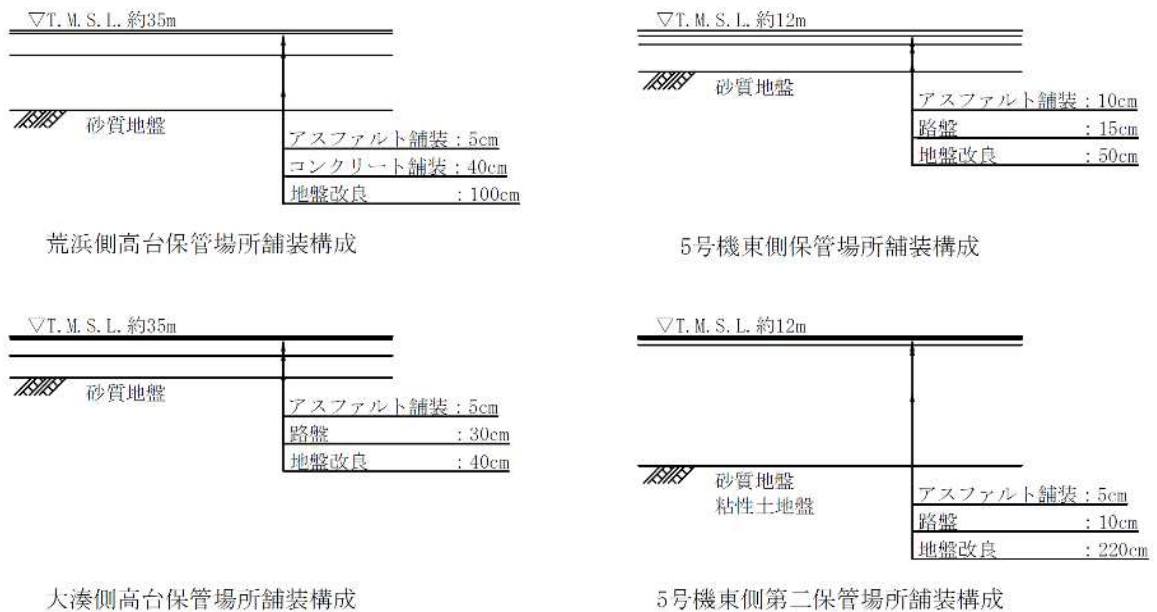 ▽T.M.S.L.約35m
砂質地盤
アスファルト舗装：5cm
コンクリート舗装：40cm
地盤改良：100cm
荒浜側高台保管場所舗装構成
▽T.M.S.L.約12m
砂質地盤
アスファルト舗装：10cm
路盤：15cm
地盤改良：50cm
5号機東側保管場所舗装構成
▽T.M.S.L.約35m
砂質地盤
アスファルト舗装：5cm
路盤：30cm
地盤改良：40cm
大湊側高台保管場所舗装構成
▽T.M.S.L.約12m
砂質地盤
粘性土地盤
アスファルト舗装：5cm
路盤：10cm
地盤改良：220cm
5号機東側第二保管場所舗装構成